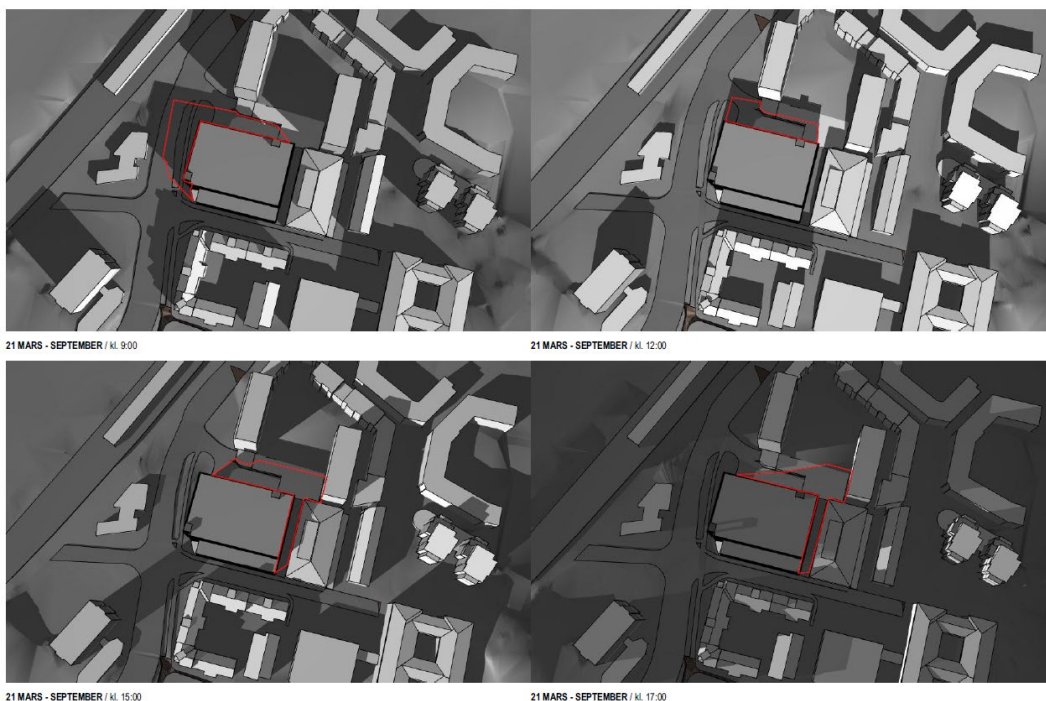 21 MARS - SEPTEMBER / kl. 9:00
21 MARS - SEPTEMBER / kl. 12:00
21 MARS - SEPTEMBER / kl. 15:00
21 MARS - SEPTEMBER / kl. 17:00